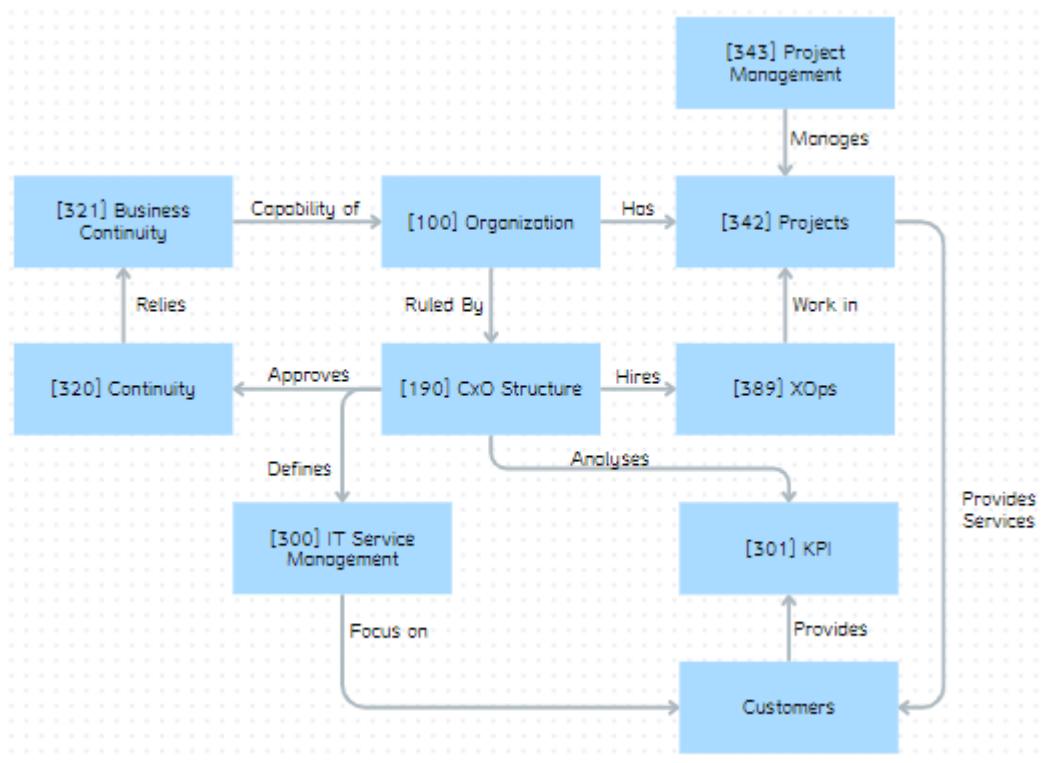 [343] Project
Management
Manages
[321] Business
Continuity
Capability of
[100] Organization
Has
[342] Projects
Relies
Ruled By
Work in
[320] Continuity
Approves
[190] CxO Structure
Hires
[389] XOps
Defines
Analyses
Provides
Services
[300] IT Service
Management
[301] KPI
Focus on
Provides
Customers